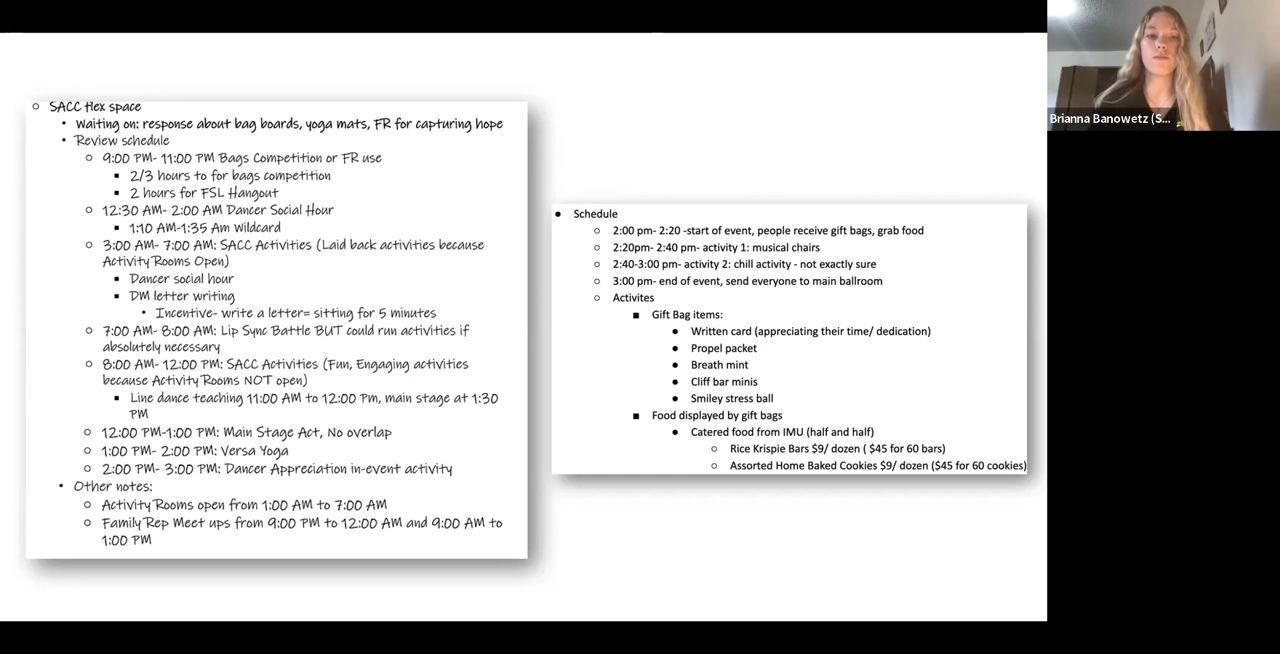 SACC flex space
Waiting on: response about bag boards, yoga mats, FR for capturing hope
Review schedule
9:00 PM- 11:00 PM Bags Competition or FR use
2/3 hours to for bags competition
2 hours for FSL Hangout
12:30 AM- 2:00 AM Dancer Social Hour
1:10 AM-1:35 Am Wildcard
3:00 AM- 7:00 AM: SACC Activities (Laid back activities because
Activity Rooms Open)
Dancer social hour
DM letter writing
Incentive- write a letter= sitting for 5 minutes
7:00 AM- 8:00 AM: Lip Sync Battle BUT could run activities if
absolutely necessary
8:00 AM- 12:00 PM: SACC Activities (Fun, Engaging activities
because Activity Rooms NOT open)
Line dance teaching 11:00 AM to 12:00 Pm, main stage at 1:30
PM
12:00 PM-1:00 PM: Main Stage Act, No overlap
1:00 PM- 2:00 PM: Versa Yoga
2:00 PM- 3:00 PM: Dancer Appreciation in-event activity
Other notes:
Activity Rooms open from 1:00 AM to 7:00 AM
Family Rep Meet ups from 9:00 PM to 12:00 AM and 9:00 AM to
1:00 PM
Schedule
2:00 pm- 2:20 -start of event, people receive gift bags, grab food
2:20pm- 2:40 pm- activity 1: musical chairs
2:40-3:00 pm- activity 2: chill activity - not exactly sure
3:00 pm- end of event, send everyone to main ballroom
Activites
Gift Bag items:
Written card (appreciating their time/ dedication)
Propel packet
Breath mint
Cliff bar minis
Smiley stress ball
Food displayed by gift bags
Catered food from IMU (half and half)
Rice Krispie Bars $9/ dozen ( $45 for 60 bars)
Assorted Home Baked Cookies $9/ dozen ($45 for 60 cookies)
Brianna Banowetz (S...